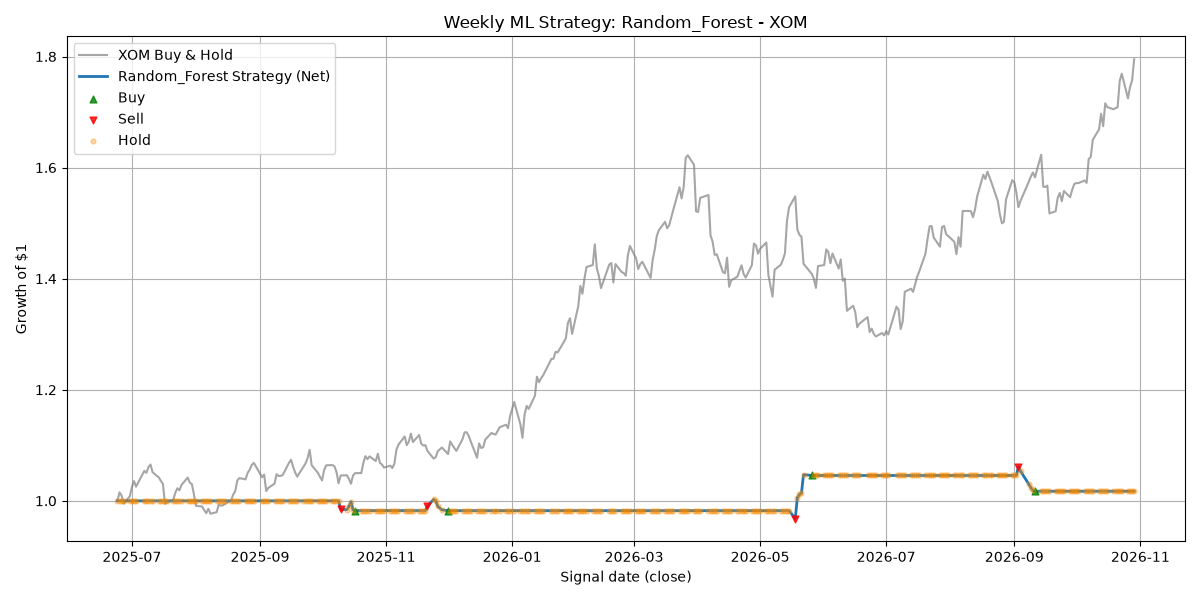 Weekly ML Strategy: Random_Forest - XOM
XOM Buy & Hold
Random_Forest Strategy (Net)
Buy
Sell
Hold
Growth of $1
1.8
1.6
1.4
1.2
1.0
2025-07
2025-09
2025-11
2026-01
2026-03
2026-05
2026-07
2026-09
2026-11
Signal date (close)